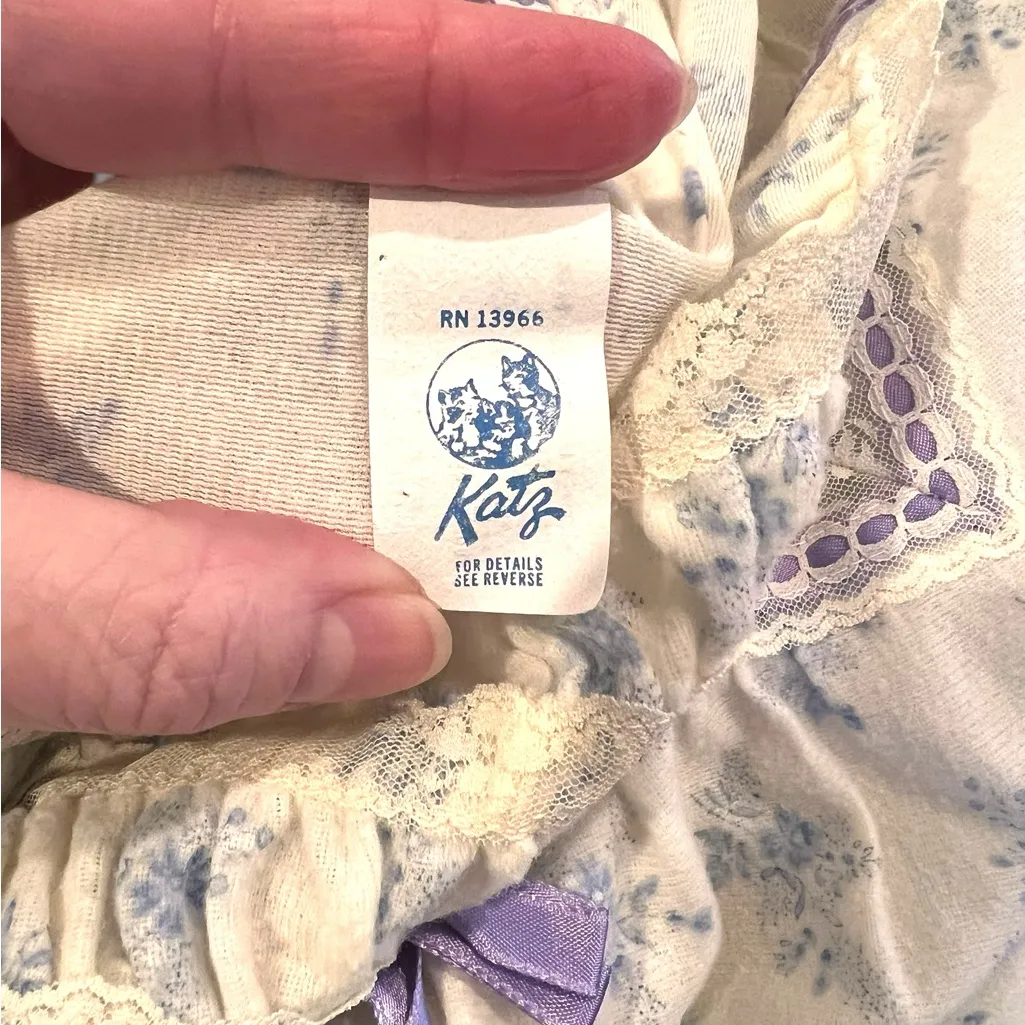 RN 13966
Katz
FOR DETAILS
SEE REVERSE